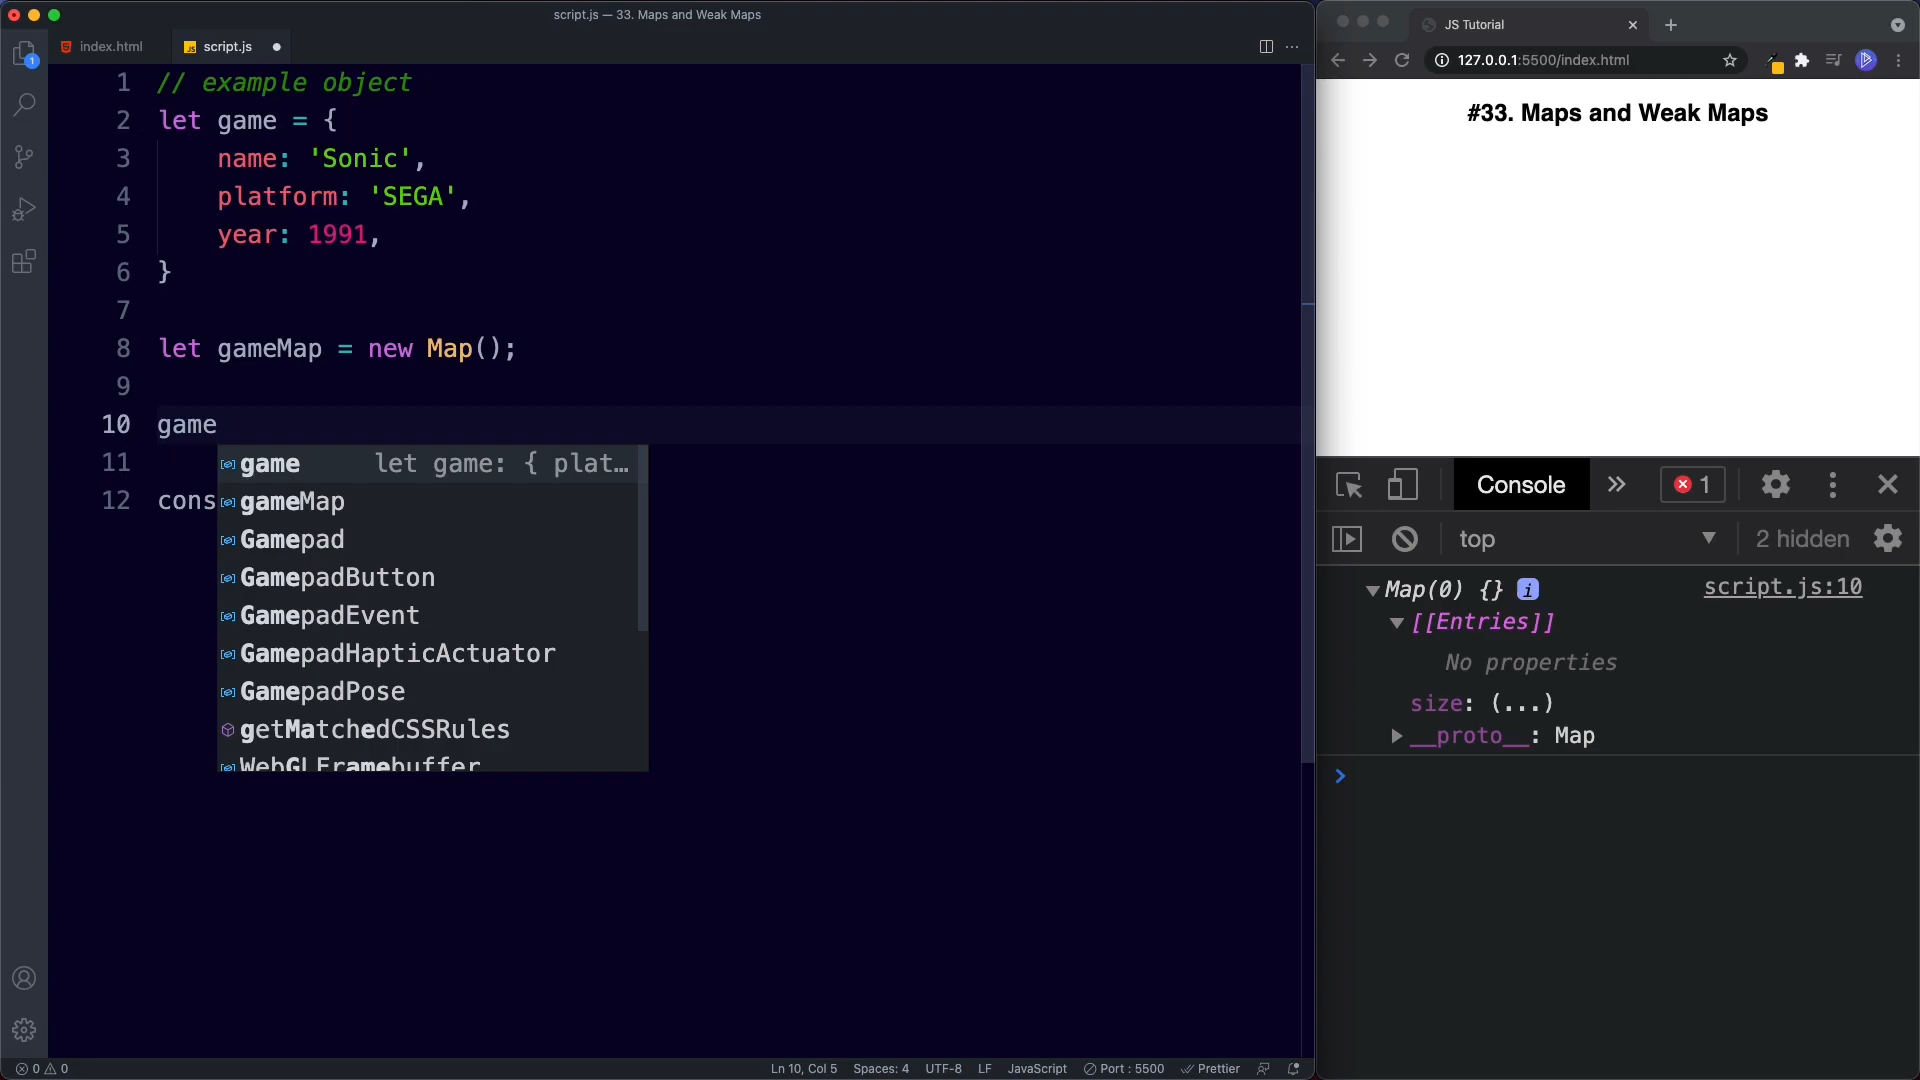 script.js — 33. Maps and Weak Maps
index.html
script.js
1 // example object
2 let game = {
3 name: 'Sonic',
4 platform: 'SEGA',
5 year: 1991,
6 }
7
8 let gameMap = new Map();
9
10 game
11
12 cons
game let game: { plat…
gameMap
Gamepad
GamepadButton
GamepadEvent
GamepadHapticActuator
GamepadPose
getMatchedCSSRules
WebGLFramebuffer
1
0 0
Ln 10, Col 5 Spaces: 4 UTF-8 LF JavaScript Port : 5500 Prettier
JS Tutorial
127.0.0.1:5500/index.html
#33. Maps and Weak Maps
Console 1
top 2 hidden
Map(0) {} i script.js:10
[[Entries]]
No properties
size: (...)
__proto__: Map